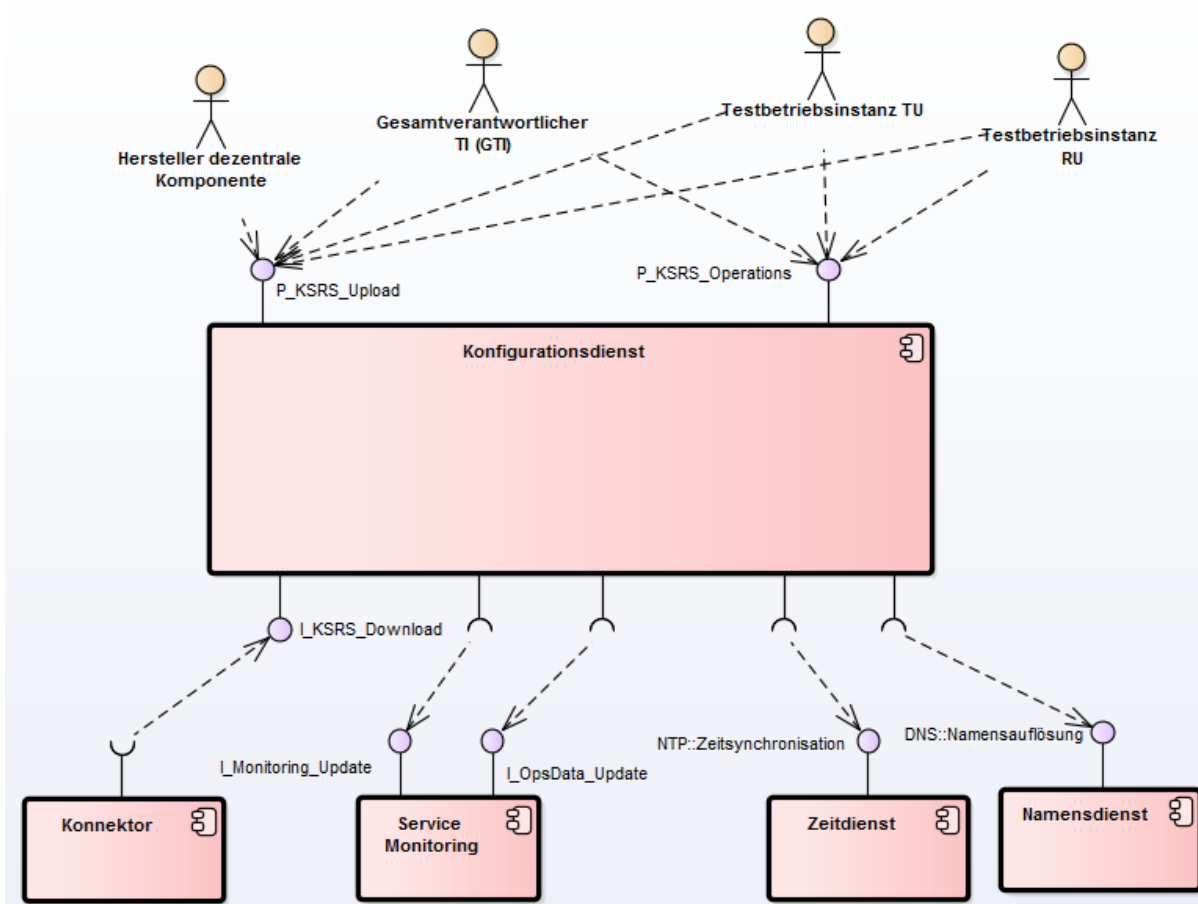 Testbetriebsinstanz TU
Gesamtverantwortlicher
TI (GTI)
Testbetriebsinstanz
RU
Hersteller dezentrale
Komponente
P_KSRS_Upload
P_KSRS_Operations
Konfigurationsdienst
I_KSRS_Download
I_Monitoring_Update
I_OpsData_Update
NTP::Zeitsynchronisation
DNS::Namensauflösung
Konnektor
Service
Monitoring
Zeitdienst
Namensdienst